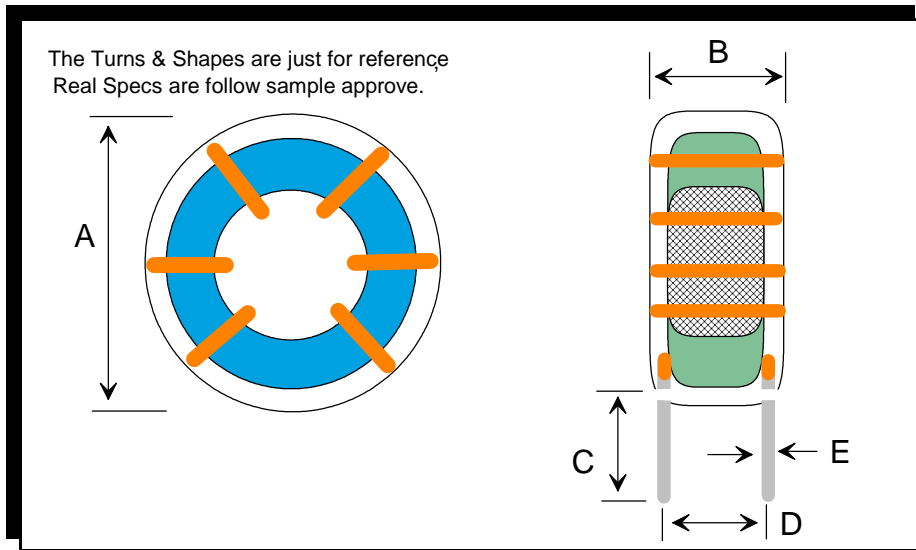 The Turns & Shapes are just for reference,
Real Specs are follow sample approve.
A
B
C
E
D